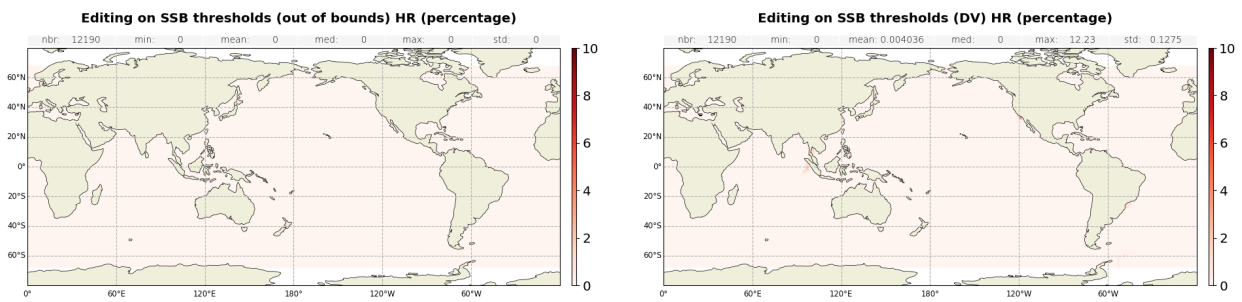 Editing on SSB thresholds (out of bounds) HR (percentage)
nbr: 12190 min: 0 mean: 0 med: 0 max: 0 std: 0
60°N
40°N
20°N
0°
20°S
40°S
60°S
0° 60°E 120°E 180° 120°W 60°W
10
8
6
4
2
0
Editing on SSB thresholds (DV) HR (percentage)
nbr: 12190 min: 0 mean: 0.004036 med: 0 max: 12.23 std: 0.1275
60°N
40°N
20°N
0°
20°S
40°S
60°S
0° 60°E 120°E 180° 120°W 60°W
10
8
6
4
2
0